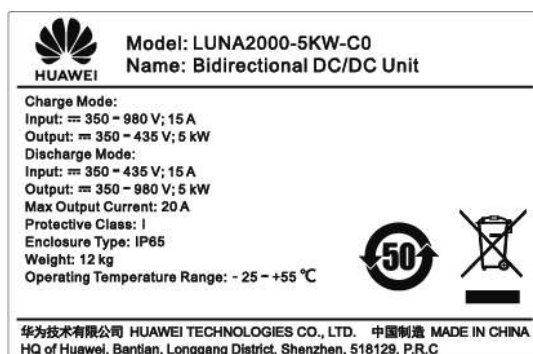 HUAWEI
Model: LUNA2000-5KW-C0
Name: Bidirectional DC/DC Unit
Charge Mode:
Input: ⎓ 350 – 980 V; 15 A
Output: ⎓ 350 – 435 V; 5 kW
Discharge Mode:
Input: ⎓ 350 – 435 V; 15 A
Output: ⎓ 350 – 980 V; 5 kW
Max Output Current: 20 A
Protective Class: I
Enclosure Type: IP65
Weight: 12 kg
Operating Temperature Range: - 25 – +55 ℃
50
华为技术有限公司 HUAWEI TECHNOLOGIES CO., LTD. 中国制造 MADE IN CHINA
HQ of Huawei, Bantian, Longgang District, Shenzhen, 518129, P.R.C